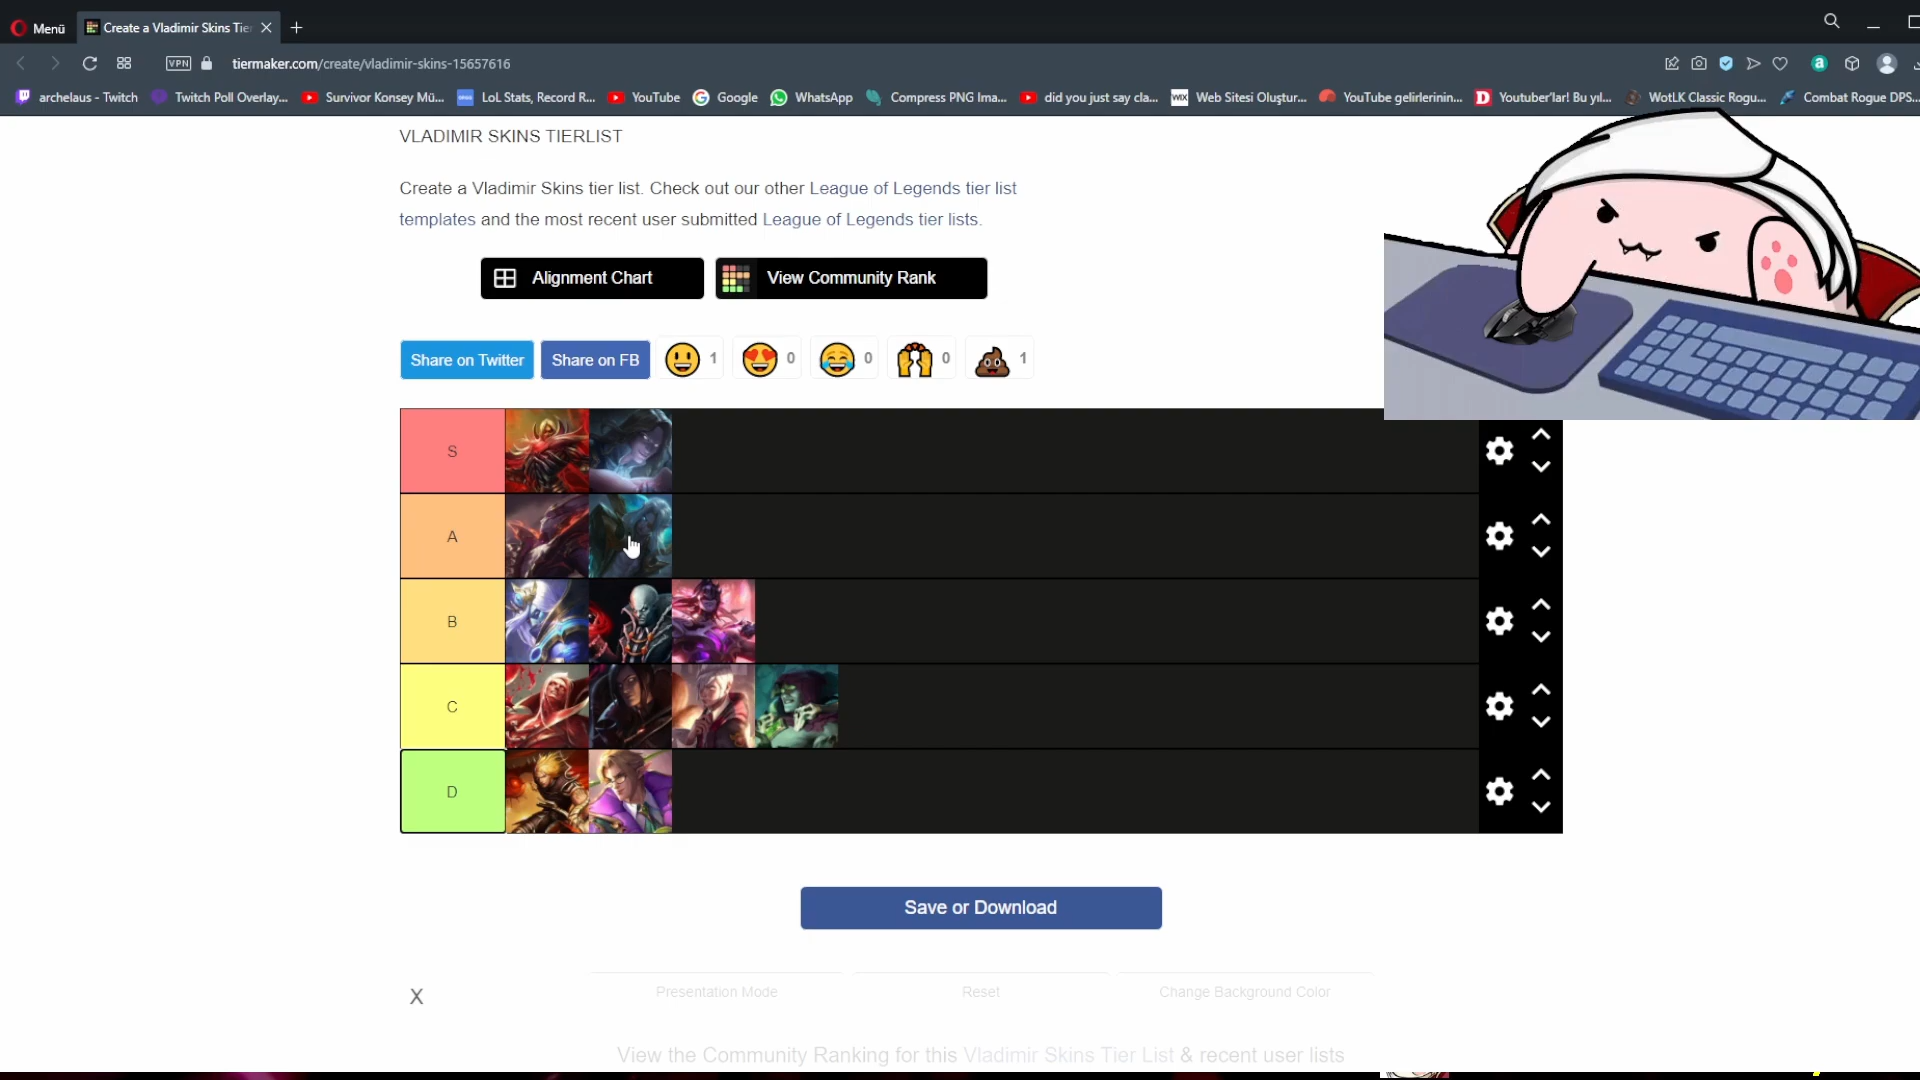 Menü
Create a Vladimir Skins Tie
VPN
tiermaker.com/create/vladimir-skins-15657616
a
archelaus - Twitch
Twitch Poll Overlay...
Survivor Konsey Mü...
LoL Stats, Record R...
YouTube
Google
WhatsApp
Compress PNG Ima...
did you just say cla...
WIX
Web Sitesi Oluştur...
YouTube gelirlerinin...
D
Youtuber'lar! Bu yıl...
WotLK Classic Rogu...
Combat Rogue DPS...
VLADIMIR SKINS TIERLIST
Create a Vladimir Skins tier list. Check out our other League of Legends tier list
templates and the most recent user submitted League of Legends tier lists.
Alignment Chart
View Community Rank
Share on Twitter
Share on FB
1
0
0
0
1
S
A
B
C
D
Save or Download
X
Presentation Mode
Reset
Change Background Color
View the Community Ranking for this Vladimir Skins Tier List & recent user lists